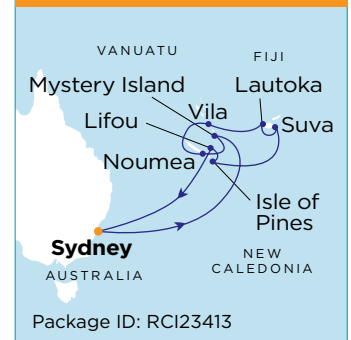 VANUATU
FIJI
Mystery Island
Lautoka
Lifou
Vila
Suva
Noumea
Isle of
Pines
Sydney
AUSTRALIA
NEW
CALEDONIA
Package ID: RCI23413